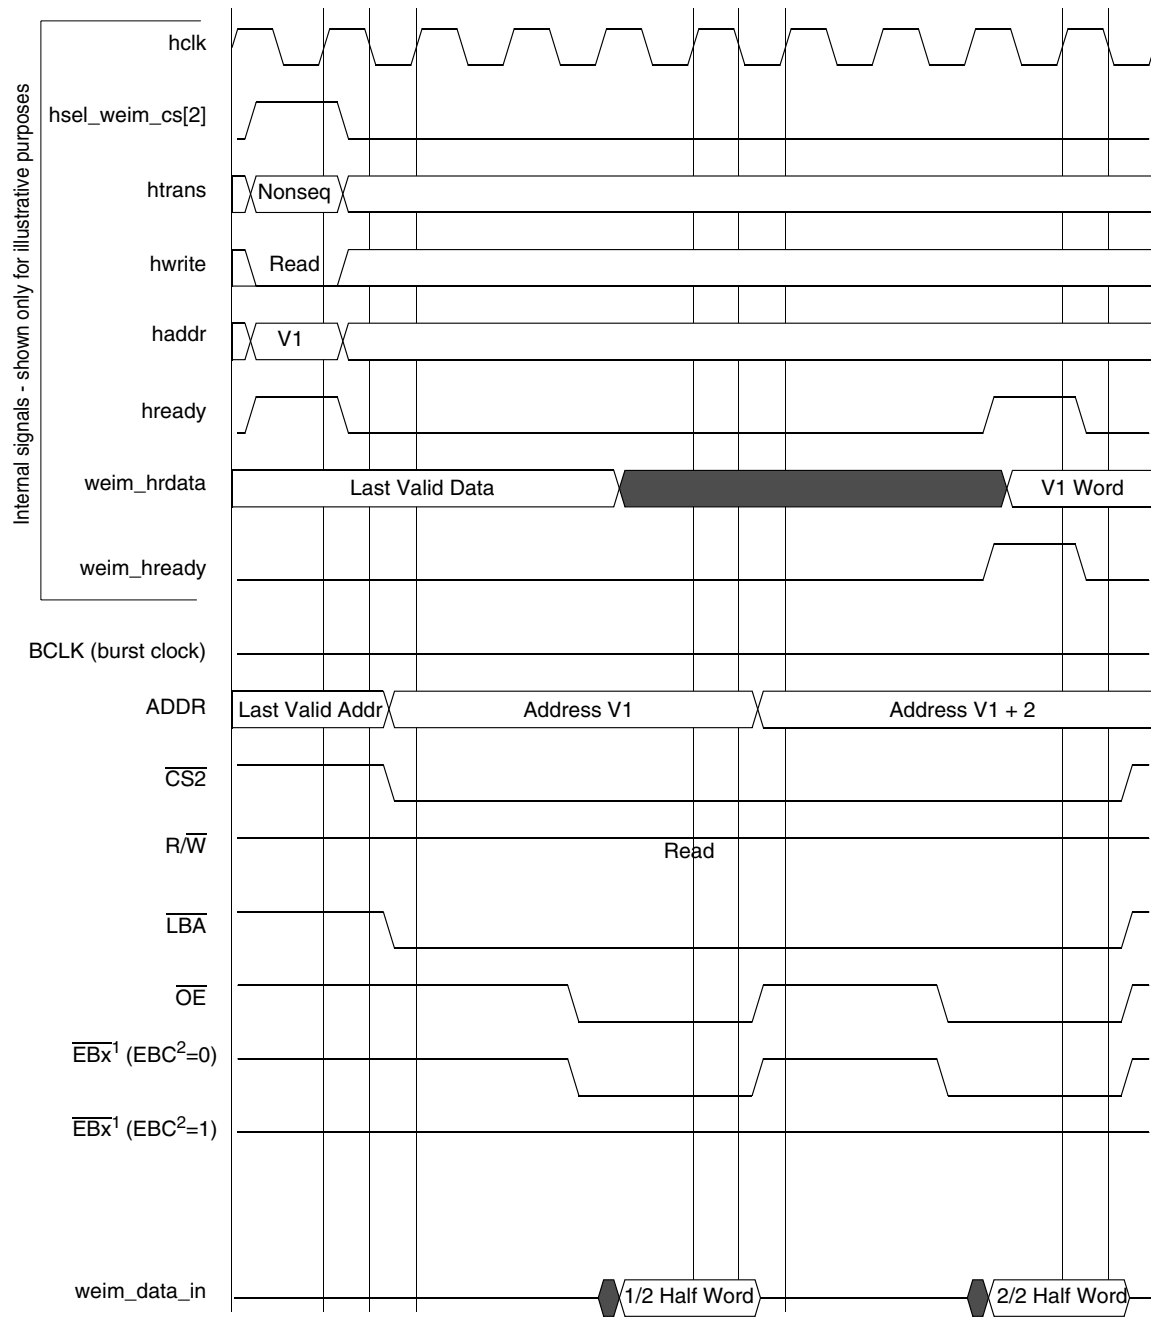 Internal signals - shown only for illustrative purposes
hclk
hsel_weim_cs[2]
htrans Nonseq
hwrite Read
haddr V1
hready
weim_hrdata Last Valid Data V1 Word
weim_hready
BCLK (burst clock)
ADDR Last Valid Addr Address V1 Address V1 + 2
CS2
R/W Read
LBA
OE
EBx1 (EBC2=0)
EBx1 (EBC2=1)
weim_data_in 1/2 Half Word 2/2 Half Word